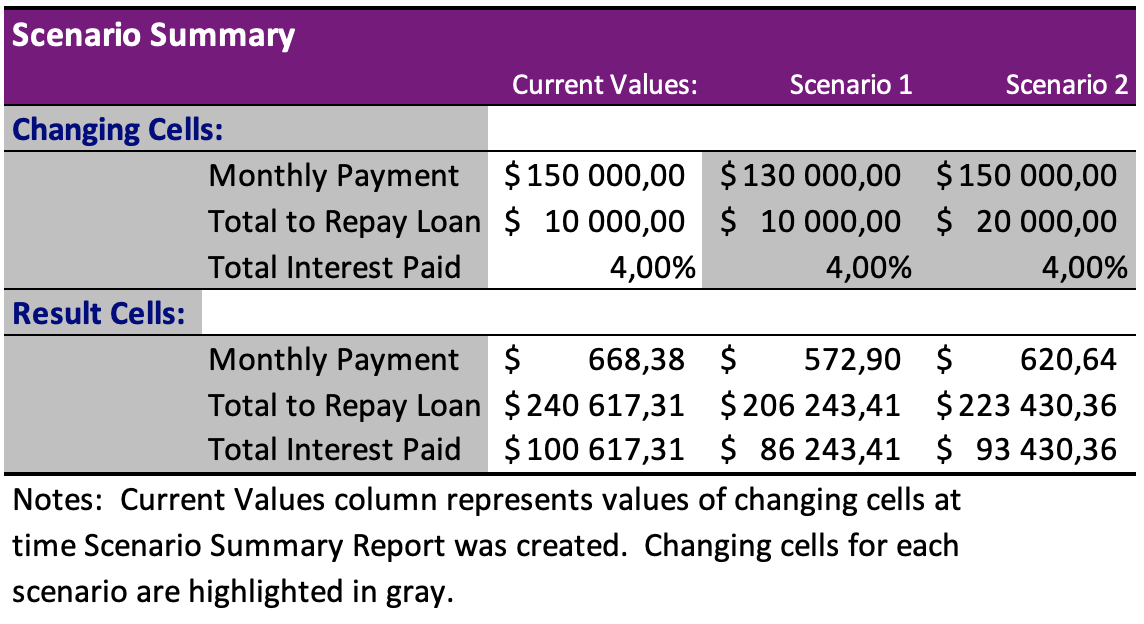 Scenario Summary
Current Values: Scenario 1 Scenario 2
Changing Cells:
Monthly Payment $ 150 000,00 $ 130 000,00 $ 150 000,00
Total to Repay Loan $ 10 000,00 $ 10 000,00 $ 20 000,00
Total Interest Paid 4,00% 4,00% 4,00%
Result Cells:
Monthly Payment $ 668,38 $ 572,90 $ 620,64
Total to Repay Loan $ 240 617,31 $ 206 243,41 $ 223 430,36
Total Interest Paid $ 100 617,31 $ 86 243,41 $ 93 430,36
Notes: Current Values column represents values of changing cells at
time Scenario Summary Report was created. Changing cells for each
scenario are highlighted in gray.